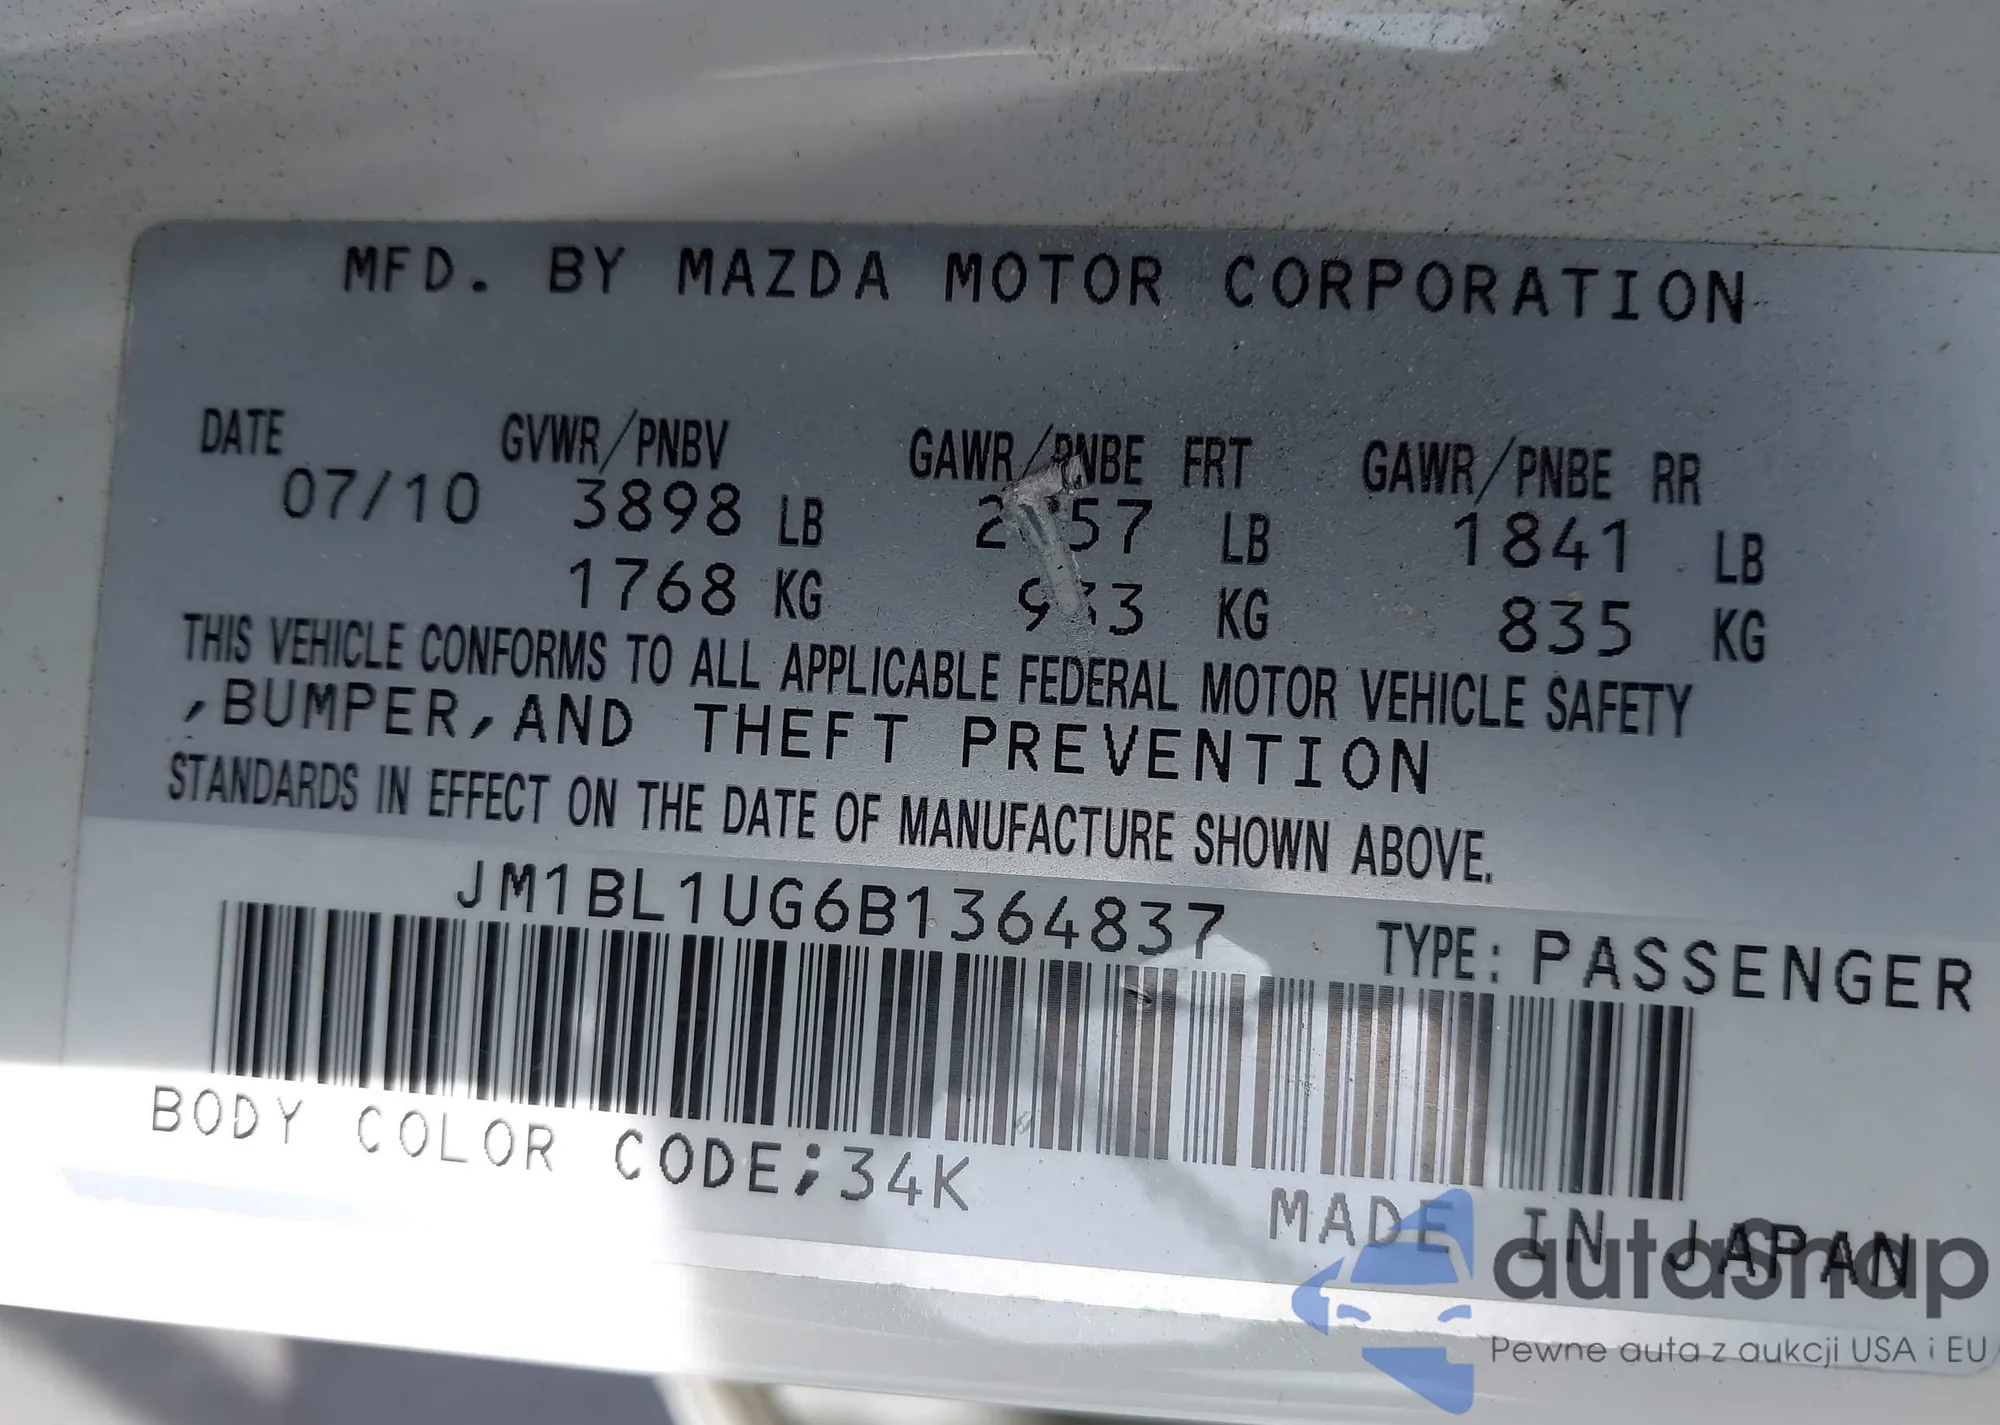 MFD. BY MAZDA MOTOR CORPORATION
DATE GVWR/PNBV GAWR/PNBE FRT GAWR/PNBE RR
07/10 3898 LB LB 1841 LB
1768 KG KG 835 KG
THIS VEHICLE CONFORMS TO ALL APPLICABLE FEDERAL MOTOR VEHICLE SAFETY
,BUMPER,AND THEFT PREVENTION
STANDARDS IN EFFECT ON THE DATE OF MANUFACTURE SHOWN ABOVE.
JM1BL1UG6B1364837
TYPE: PASSENGER
BODY COLOR CODE;34K
MADE IN JAPAN
autasnap
Pewne auta z aukcji USA i EU